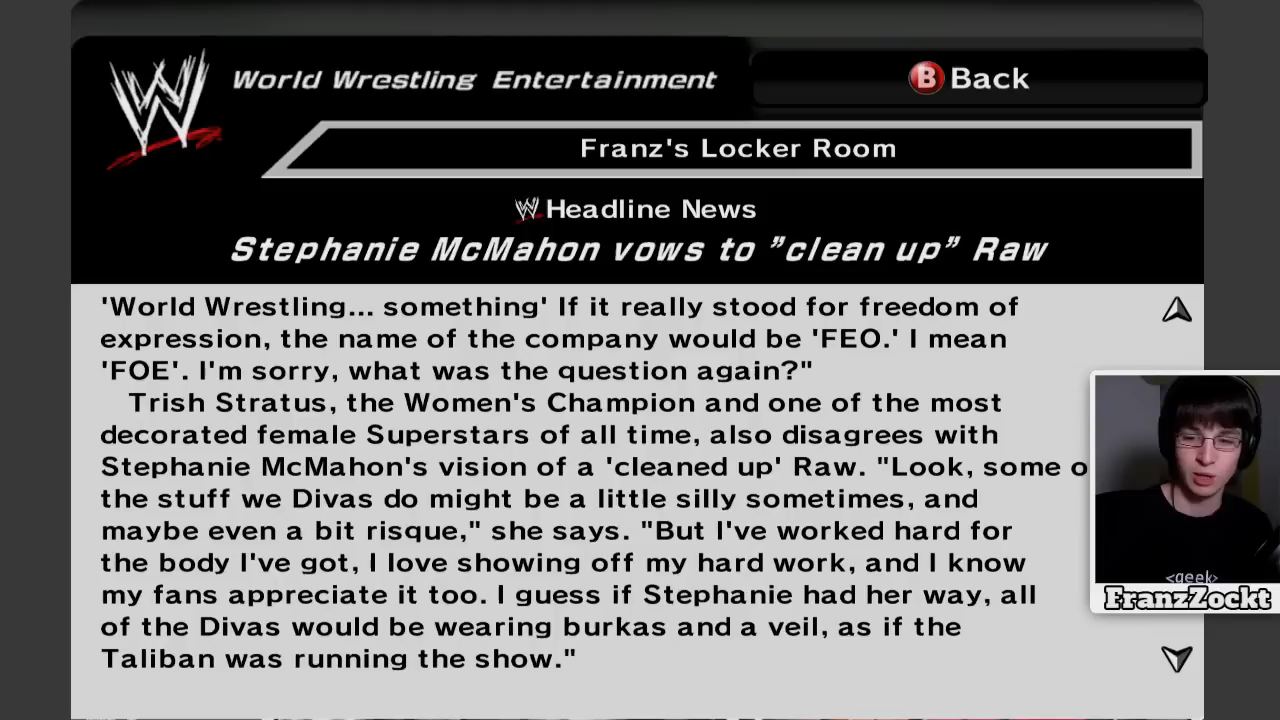 World Wrestling Entertainment
B Back
Franz's Locker Room
Headline News
Stephanie McMahon vows to "clean up" Raw
'World Wrestling... something' If it really stood for freedom of
expression, the name of the company would be 'FEO.' I mean
'FOE'. I'm sorry, what was the question again?"
Trish Stratus, the Women's Champion and one of the most
decorated female Superstars of all time, also disagrees with
Stephanie McMahon's vision of a 'cleaned up' Raw. "Look, some o
the stuff we Divas do might be a little silly sometimes, and
maybe even a bit risque," she says. "But I've worked hard for
the body I've got, I love showing off my hard work, and I know
my fans appreciate it too. I guess if Stephanie had her way, all
of the Divas would be wearing burkas and a veil, as if the
Taliban was running the show."
<geek>
FranzZockt